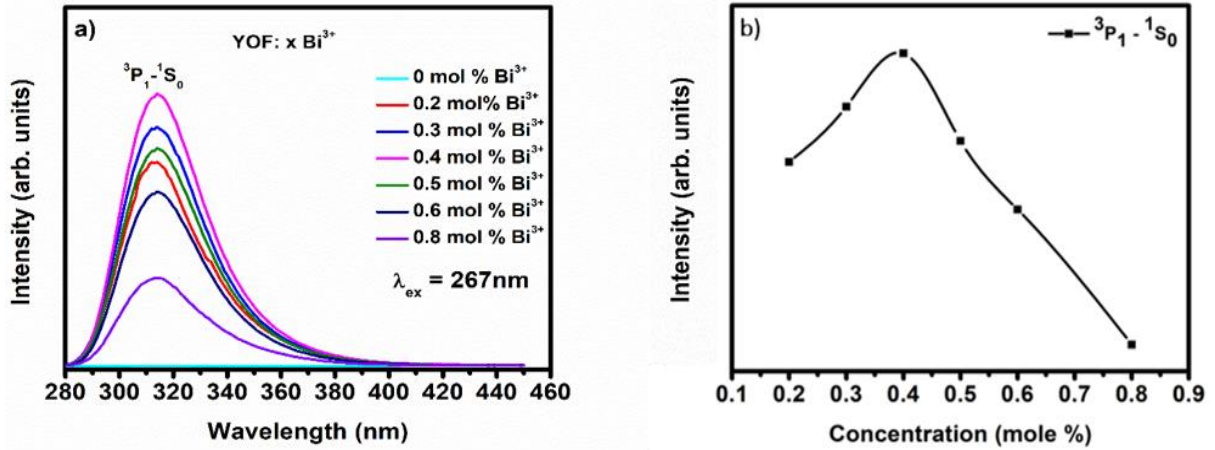 a)
YOF: x Bi³⁺
³P₁-¹S₀
0 mol % Bi³⁺
0.2 mol% Bi³⁺
0.3 mol % Bi³⁺
0.4 mol % Bi³⁺
0.5 mol % Bi³⁺
0.6 mol % Bi³⁺
0.8 mol % Bi³⁺
λex = 267nm
Intensity (arb. units)
280 300 320 340 360 380 400 420 440 460
Wavelength (nm)
b)
³P₁ - ¹S₀
Intensity (arb. units)
0.1 0.2 0.3 0.4 0.5 0.6 0.7 0.8 0.9
Concentration (mole %)